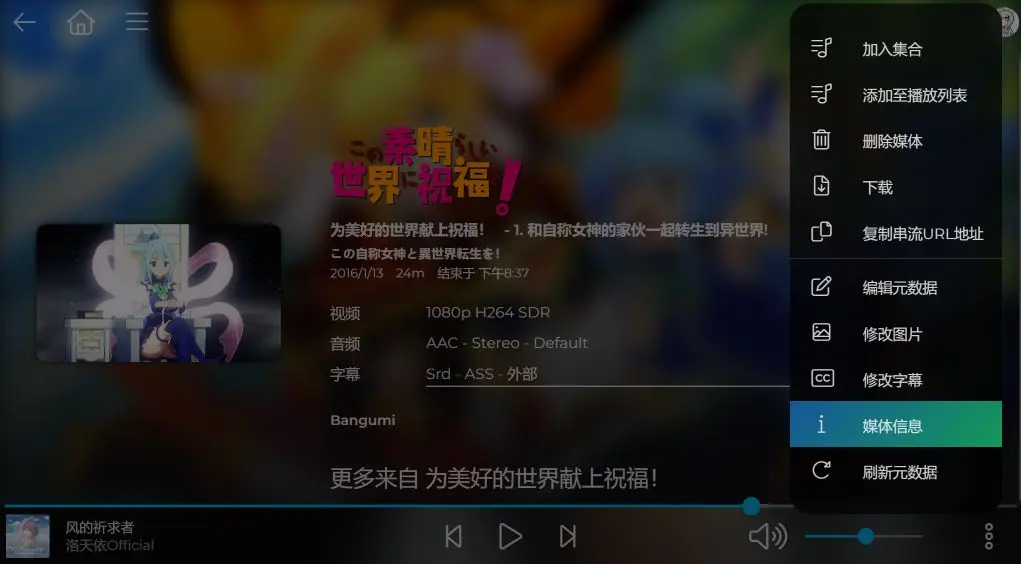 この素晴らしい
世界に祝福!
为美好的世界献上祝福! - 1. 和自称女神的家伙一起转生到异世界!
この自称女神と異世界転生を!
2016/1/13 24m 结束于 下午8:37
视频 1080p H264 SDR
音频 AAC - Stereo - Default
字幕 Srd - ASS - 外部
Bangumi
更多来自 为美好的世界献上祝福!
加入集合
添加至播放列表
删除媒体
下载
复制串流URL地址
编辑元数据
修改图片
CC 修改字幕
媒体信息
刷新元数据
风的祈求者
洛天依Official